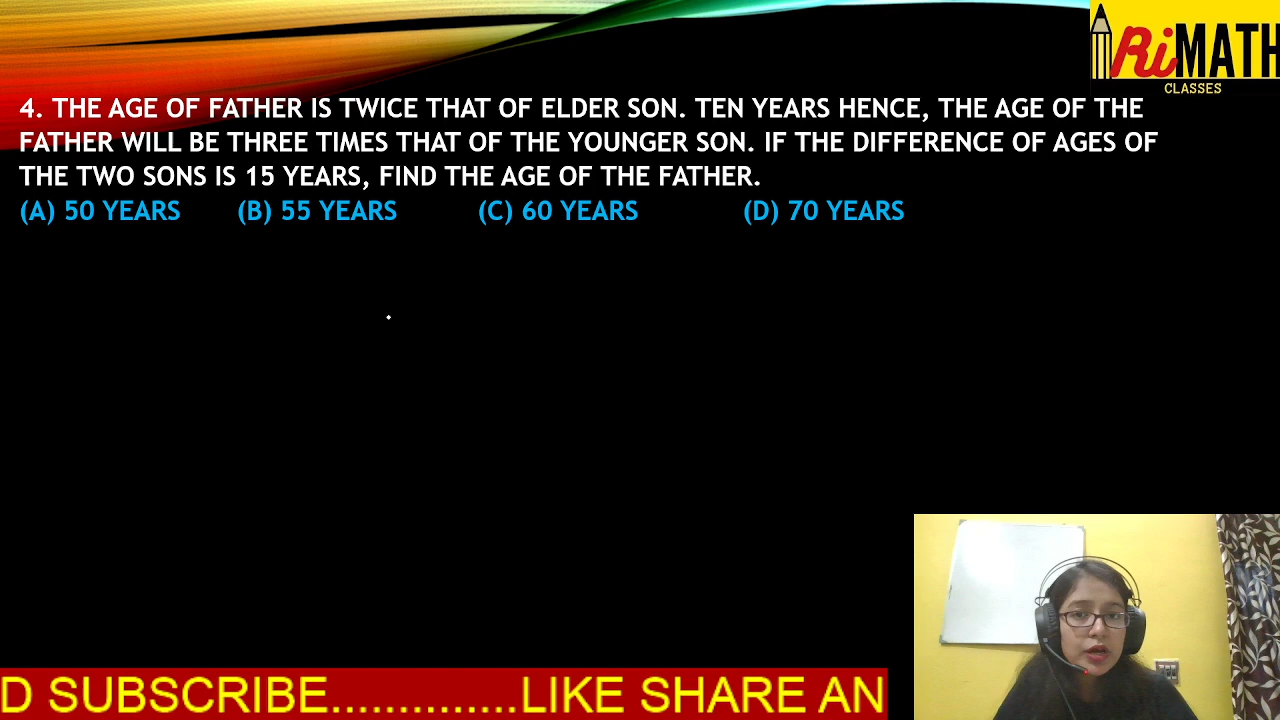 RiMATH
CLASSES
4. THE AGE OF FATHER IS TWICE THAT OF ELDER SON. TEN YEARS HENCE, THE AGE OF THE
FATHER WILL BE THREE TIMES THAT OF THE YOUNGER SON. IF THE DIFFERENCE OF AGES OF
THE TWO SONS IS 15 YEARS, FIND THE AGE OF THE FATHER.
(A) 50 YEARS (B) 55 YEARS (C) 60 YEARS (D) 70 YEARS
D SUBSCRIBE..............LIKE SHARE AN